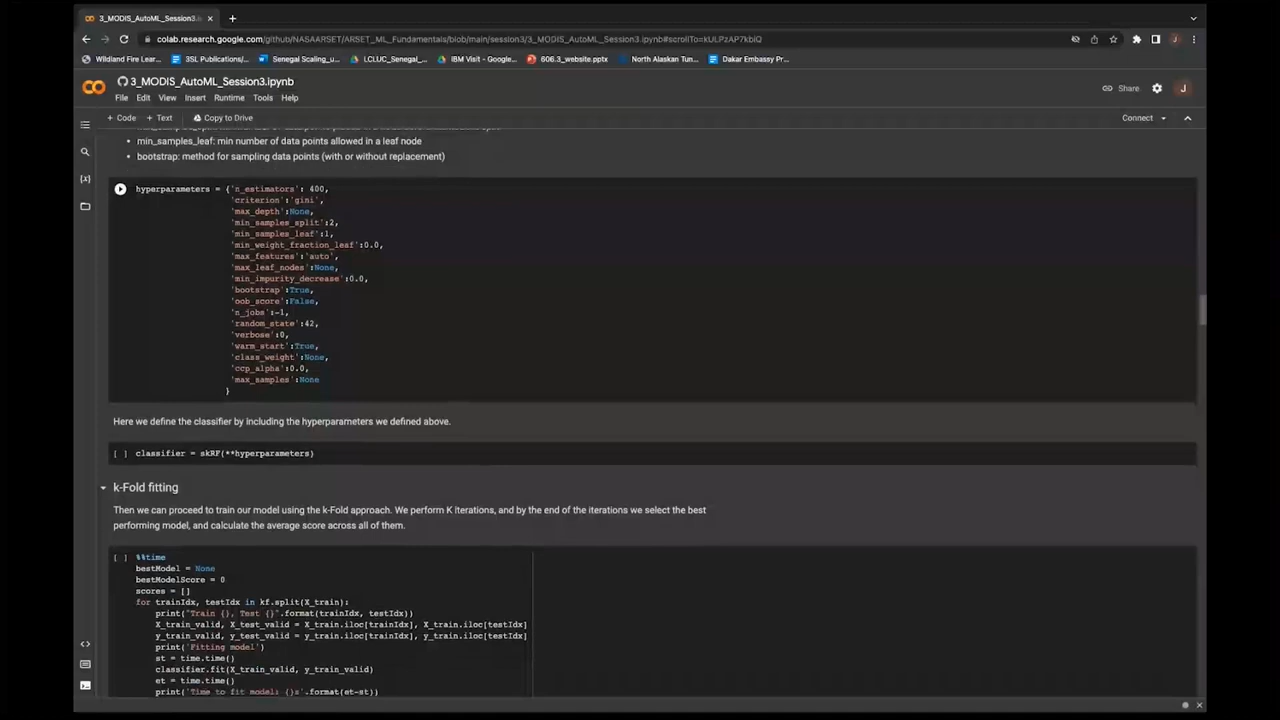 3_MODIS_AutoML_Session3.i
colab.research.google.com/github/NASAARSET/ARSET_ML_Fundamentals/blob/main/session3/3_MODIS_AutoML_Session3.ipynb#scrollTo=kULPzAP7kbiQ
Wildland Fire Lear... 3SL Publications/... Senegal Scaling_u... LCLUC_Senegal_... IBM Visit - Google... 606.3_website.pptx North Alaskan Tun... Dakar Embassy Pr...
3_MODIS_AutoML_Session3.ipynb
Share J
File Edit View Insert Runtime Tools Help
+ Code + Text Copy to Drive Connect
• min_samples_leaf: min number of data points allowed in a leaf node
• bootstrap: method for sampling data points (with or without replacement)
hyperparameters = {'n_estimators': 400,
'criterion':'gini',
'max_depth':None,
'min_samples_split':2,
'min_samples_leaf':1,
'min_weight_fraction_leaf':0.0,
'max_features':'auto',
'max_leaf_nodes':None,
'min_impurity_decrease':0.0,
'bootstrap':True,
'oob_score':False,
'n_jobs':-1,
'random_state':42,
'verbose':0,
'warm_start':True,
'class_weight':None,
'ccp_alpha':0.0,
'max_samples':None
}
Here we define the classifier by including the hyperparameters we defined above.
[ ] classifier = skRF(**hyperparameters)
k-Fold fitting
Then we can proceed to train our model using the k-Fold approach. We perform K iterations, and by the end of the iterations we select the best
performing model, and calculate the average score across all of them.
[ ] %%time
bestModel = None
bestModelScore = 0
scores = []
for trainIdx, testIdx in kf.split(X_train):
print("Train {}, Test {}".format(trainIdx, testIdx))
X_train_valid, X_test_valid = X_train.iloc[trainIdx], X_train.iloc[testIdx]
y_train_valid, y_test_valid = y_train.iloc[trainIdx], y_train.iloc[testIdx]
print('Fitting model')
st = time.time()
classifier.fit(X_train_valid, y_train_valid)
et = time.time()
print('Time to fit model: {}s'.format(et-st))